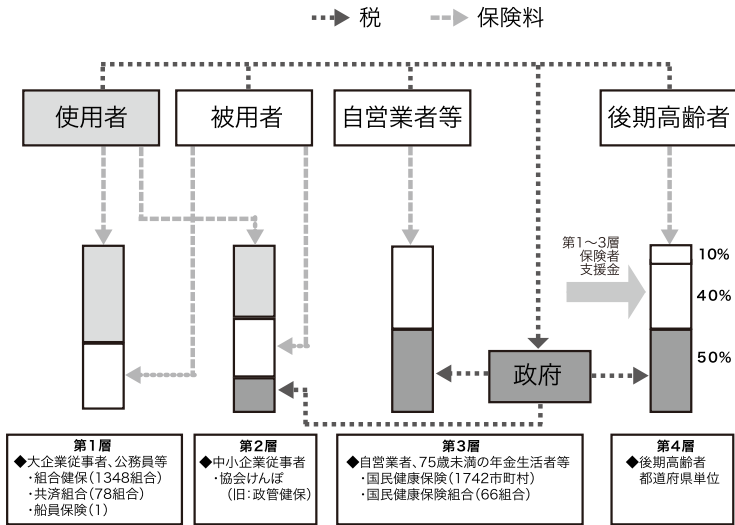 税
保険料
使用者
被用者
自営業者等
後期高齢者
第1〜3層
保険者
支援金
10%
40%
50%
政府
第1層
◆大企業従事者、公務員等
・組合健保（1348組合）
・共済組合（78組合）
・船員保険（1）
第2層
◆中小企業従事者
・協会けんぽ
（旧：政管健保）
第3層
◆自営業者、75歳未満の年金生活者等
・国民健康保険（1742市町村）
・国民健康保険組合（66組合）
第4層
◆後期高齢者
都道府県単位